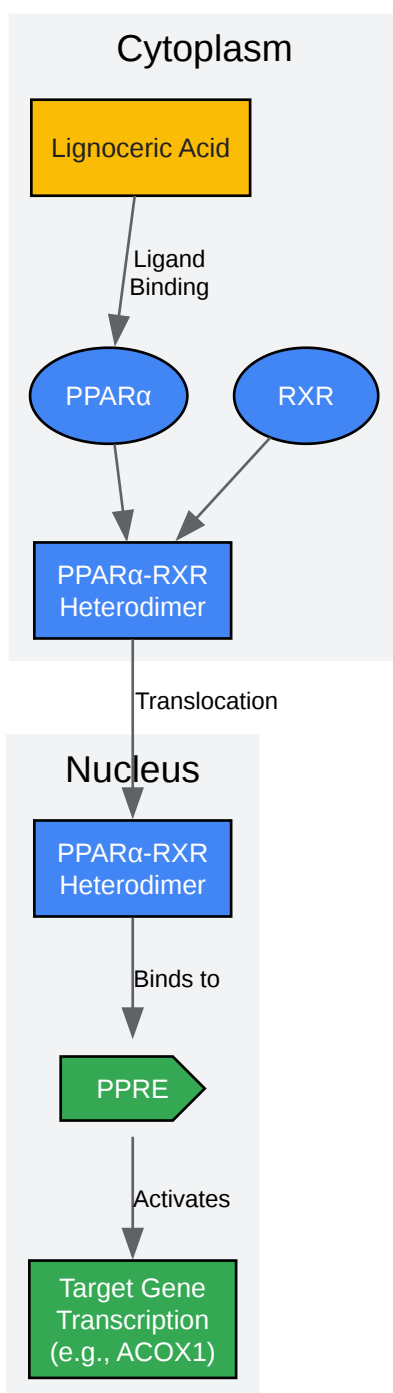 Cytoplasm
Lignoceric Acid
Ligand
Binding
PPARα
RXR
PPARα-RXR
Heterodimer
Translocation
Nucleus
PPARα-RXR
Heterodimer
Binds to
PPRE
Activates
Target Gene
Transcription
(e.g., ACOX1)